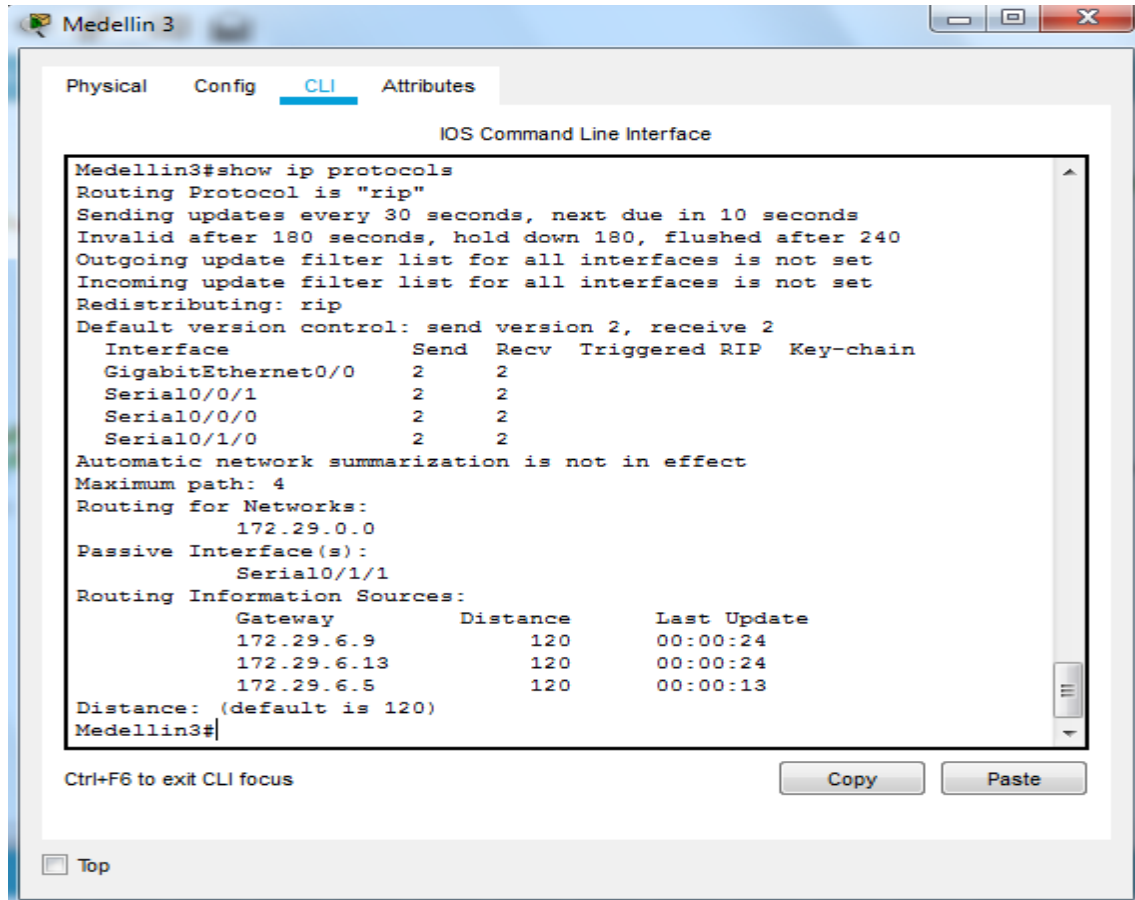 Medellin 3
Physical Config CLI Attributes
IOS Command Line Interface
Medellin3#show ip protocols
Routing Protocol is "rip"
Sending updates every 30 seconds, next due in 10 seconds
Invalid after 180 seconds, hold down 180, flushed after 240
Outgoing update filter list for all interfaces is not set
Incoming update filter list for all interfaces is not set
Redistributing: rip
Default version control: send version 2, receive 2
Interface Send Recv Triggered RIP Key-chain
GigabitEthernet0/0 2 2
Serial0/0/1 2 2
Serial0/0/0 2 2
Serial0/1/0 2 2
Automatic network summarization is not in effect
Maximum path: 4
Routing for Networks:
172.29.0.0
Passive Interface(s):
Serial0/1/1
Routing Information Sources:
Gateway Distance Last Update
172.29.6.9 120 00:00:24
172.29.6.13 120 00:00:24
172.29.6.5 120 00:00:13
Distance: (default is 120)
Medellin3#
Ctrl+F6 to exit CLI focus Copy Paste
Top